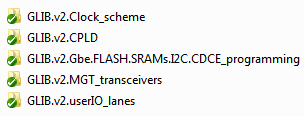 GLIB.v2.Clock_scheme
GLIB.v2.CPLD
GLIB.v2.Gbe.FLASH.SRAMs.I2C.CDCE_programming
GLIB.v2.MGT_transceivers
GLIB.v2.userIO_lanes